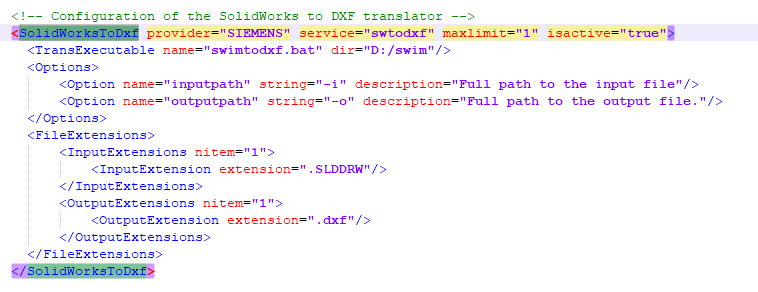 <!-- Configuration of the SolidWorks to DXF translator -->
<SolidWorksToDxf provider="SIEMENS" service="swtodxf" maxlimit="1" isactive="true">
<TransExecutable name="swimtodxf.bat" dir="D:/swim"/>
<Options>
<Option name="inputpath" string="-i" description="Full path to the input file"/>
<Option name="outputpath" string="-o" description="Full path to the output file."/>
</Options>
<FileExtensions>
<InputExtensions nitem="1">
<InputExtension extension=".SLDDRW"/>
</InputExtensions>
<OutputExtensions nitem="1">
<OutputExtension extension=".dxf"/>
</OutputExtensions>
</FileExtensions>
</SolidWorksToDxf>